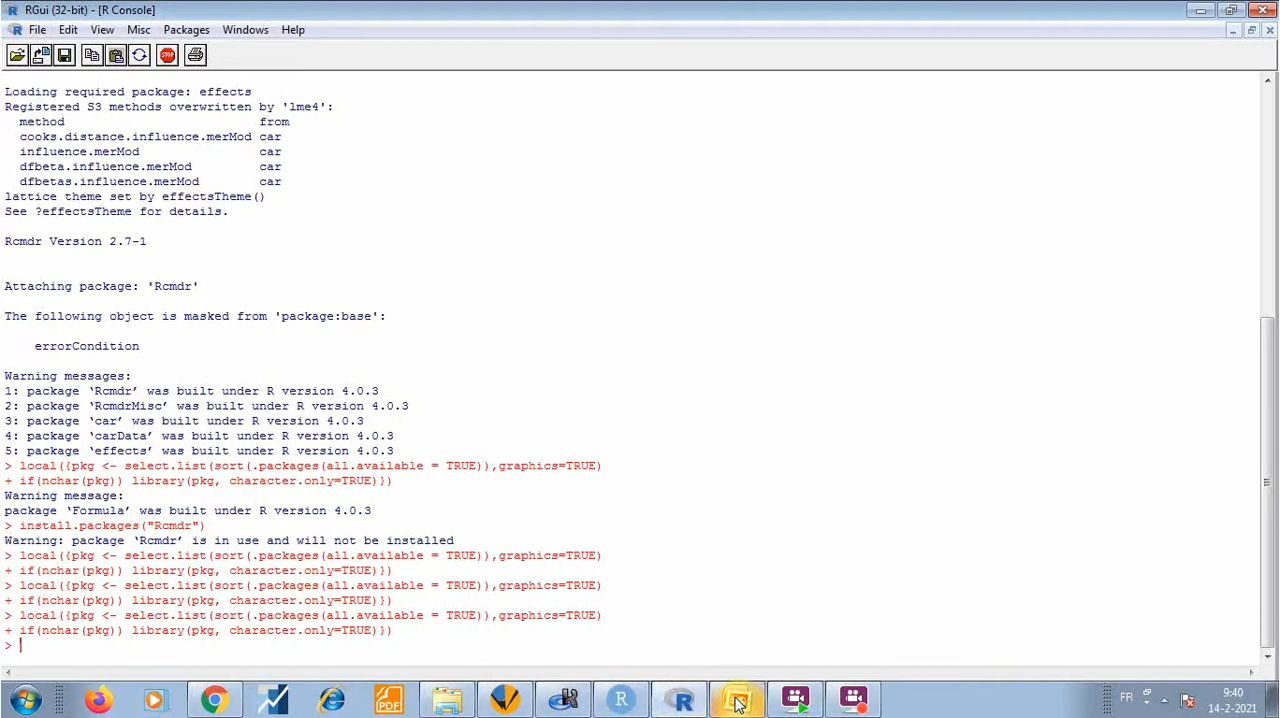 RGui (32-bit) - [R Console]
File Edit View Misc Packages Windows Help
STOP
Loading required package: effects
Registered S3 methods overwritten by 'lme4':
method from
cooks.distance.influence.merMod car
influence.merMod car
dfbeta.influence.merMod car
dfbetas.influence.merMod car
lattice theme set by effectsTheme()
See ?effectsTheme for details.
Rcmdr Version 2.7-1
Attaching package: 'Rcmdr'
The following object is masked from 'package:base':
errorCondition
Warning messages:
1: package ‘Rcmdr’ was built under R version 4.0.3
2: package ‘RcmdrMisc’ was built under R version 4.0.3
3: package ‘car’ was built under R version 4.0.3
4: package ‘carData’ was built under R version 4.0.3
5: package ‘effects’ was built under R version 4.0.3
> local({pkg <- select.list(sort(.packages(all.available = TRUE)),graphics=TRUE)
+ if(nchar(pkg)) library(pkg, character.only=TRUE)})
Warning message:
package ‘Formula’ was built under R version 4.0.3
> install.packages("Rcmdr")
Warning: package ‘Rcmdr’ is in use and will not be installed
> local({pkg <- select.list(sort(.packages(all.available = TRUE)),graphics=TRUE)
+ if(nchar(pkg)) library(pkg, character.only=TRUE)})
> local({pkg <- select.list(sort(.packages(all.available = TRUE)),graphics=TRUE)
+ if(nchar(pkg)) library(pkg, character.only=TRUE)})
> local({pkg <- select.list(sort(.packages(all.available = TRUE)),graphics=TRUE)
+ if(nchar(pkg)) library(pkg, character.only=TRUE)})
>
PDF R R FR 9:40
14-2-2021